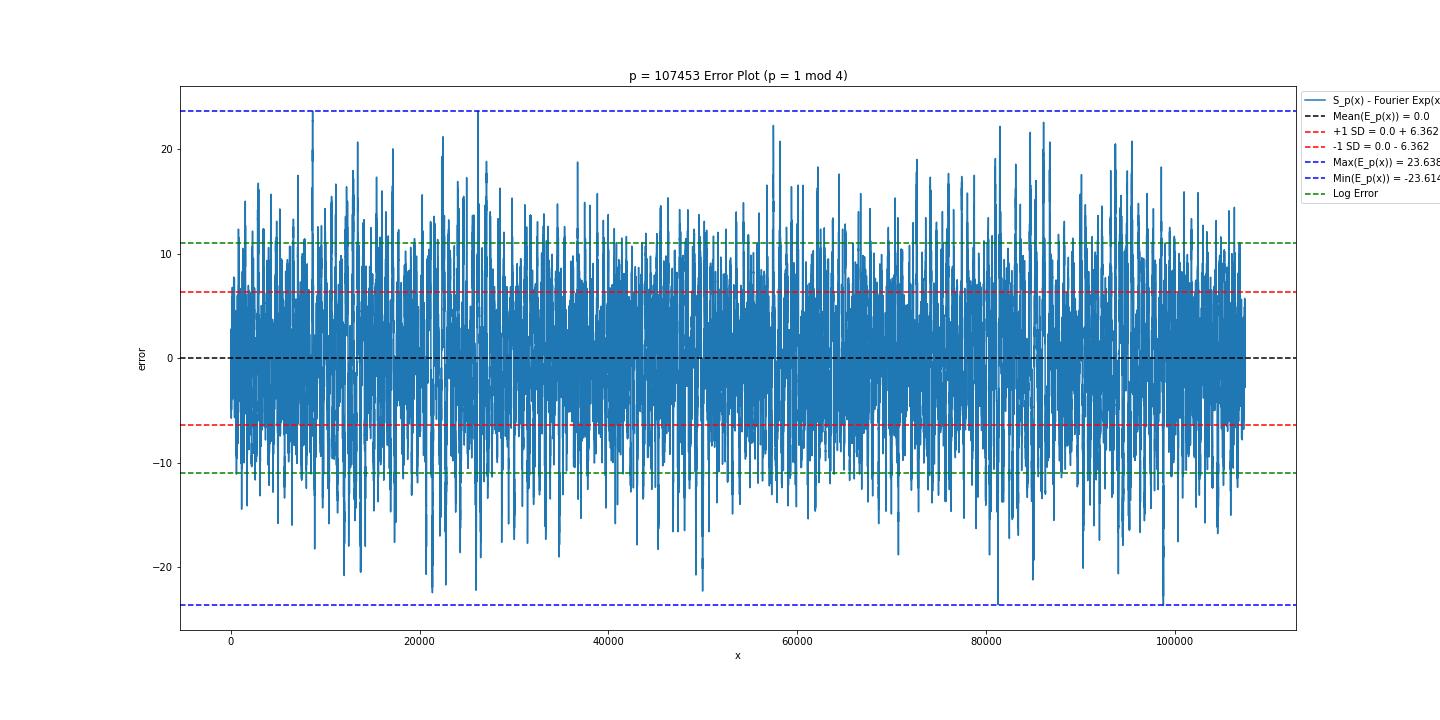 p = 107453 Error Plot (p = 1 mod 4)
S_p(x) - Fourier Exp(x
Mean(E_p(x)) = 0.0
+1 SD = 0.0 + 6.362
-1 SD = 0.0 - 6.362
Max(E_p(x)) = 23.638
Min(E_p(x)) = -23.614
Log Error
error
20
10
0
−10
−20
0
20000
40000
60000
80000
100000
x